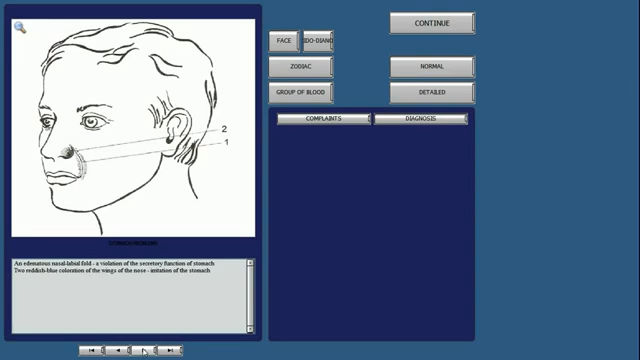 CONTINUE
FACE
ZODIAC
NORMAL
GROUP OF BLOOD
DETAILED
COMPLAINTS
DIAGNOSIS
2
1
An edematous nasal-labial fold - a violation of the secretory function of stomach
Two reddish-blue coloration of the wings of the nose - irritation of the stomach